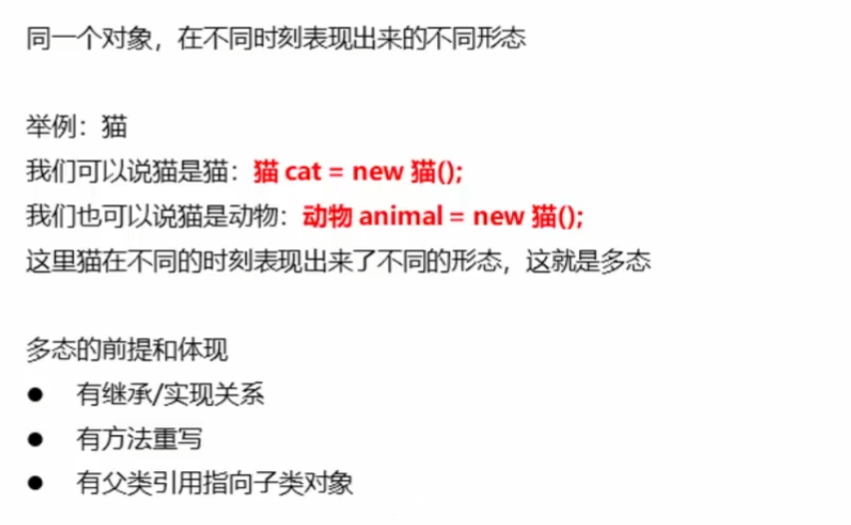 同一个对象，在不同时刻表现出来的不同形态
举例：猫
我们可以说猫是猫：猫 cat = new 猫();
我们也可以说猫是动物：动物 animal = new 猫();
这里猫在不同的时刻表现出来了不同的形态，这就是多态
多态的前提和体现
● 有继承/实现关系
● 有方法重写
● 有父类引用指向子类对象